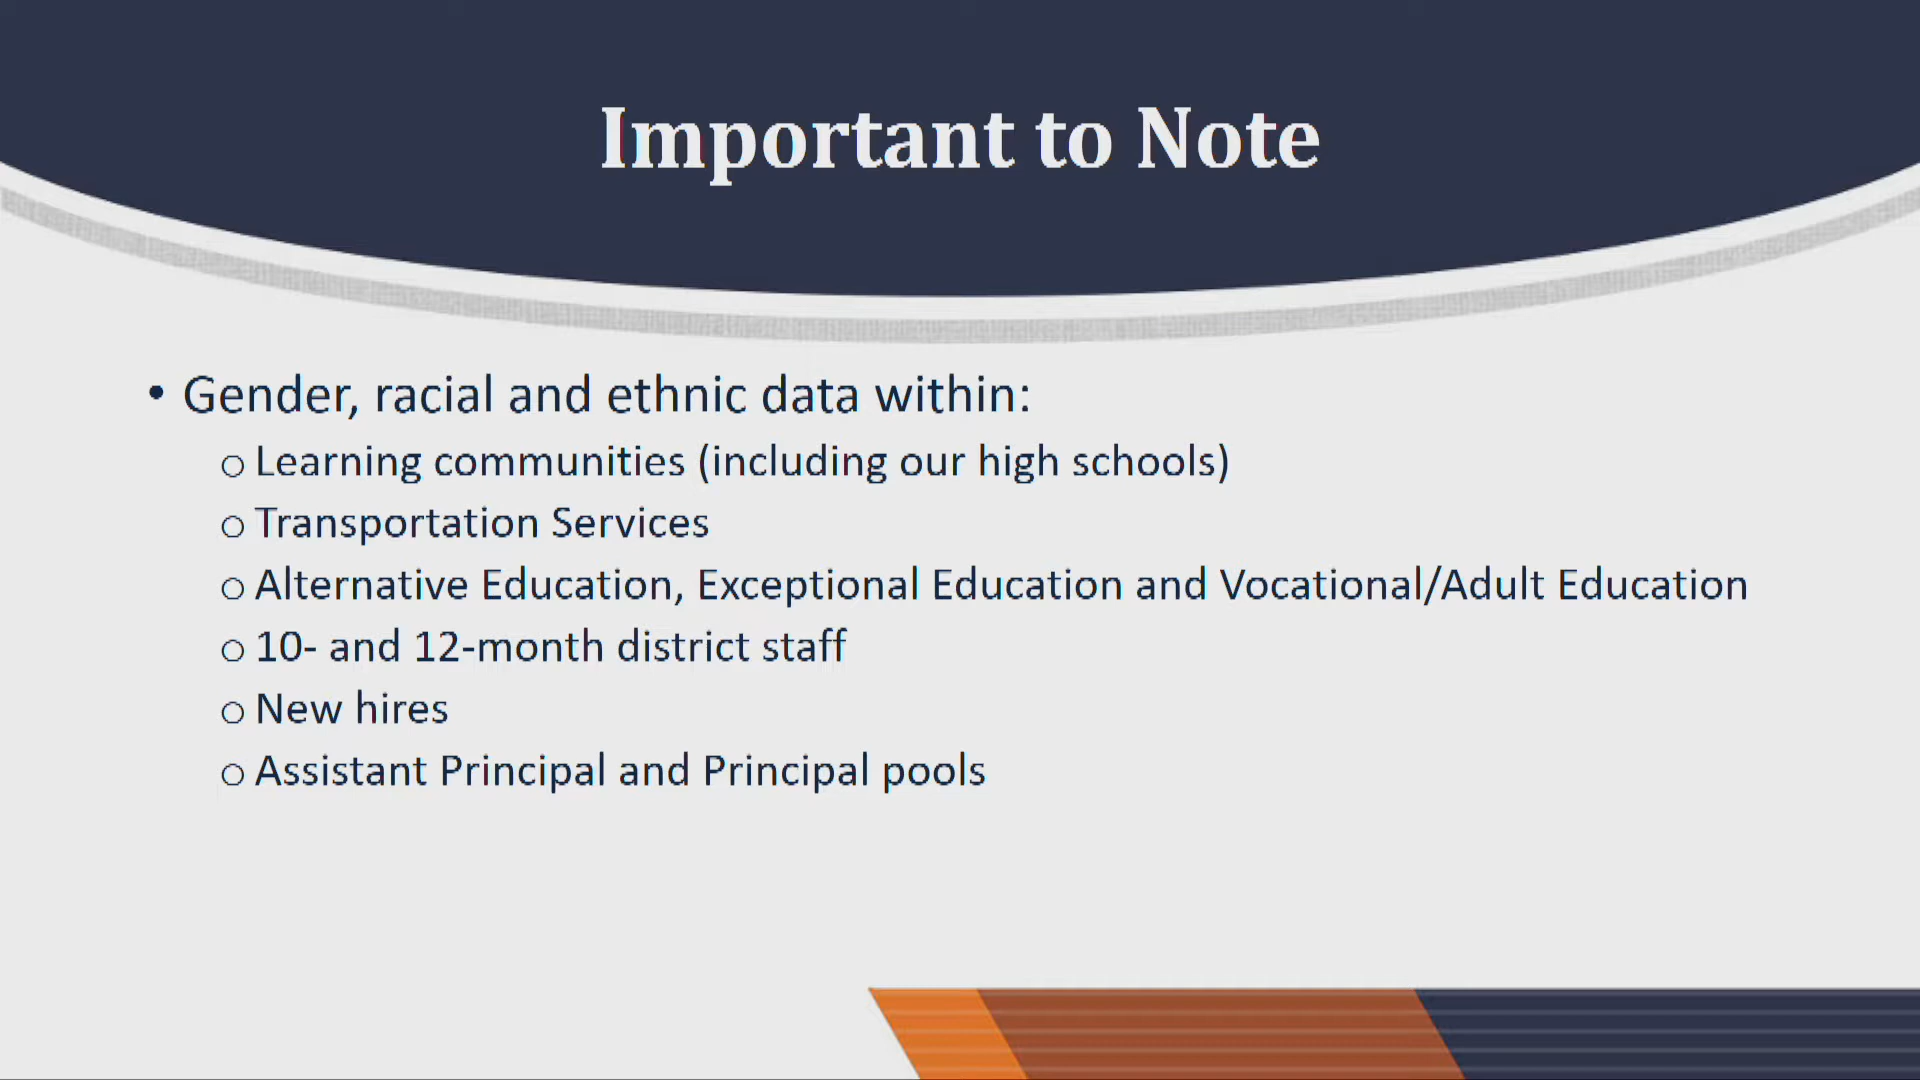 Important to Note
• Gender, racial and ethnic data within:
o Learning communities (including our high schools)
o Transportation Services
o Alternative Education, Exceptional Education and Vocational/Adult Education
o 10- and 12-month district staff
o New hires
o Assistant Principal and Principal pools